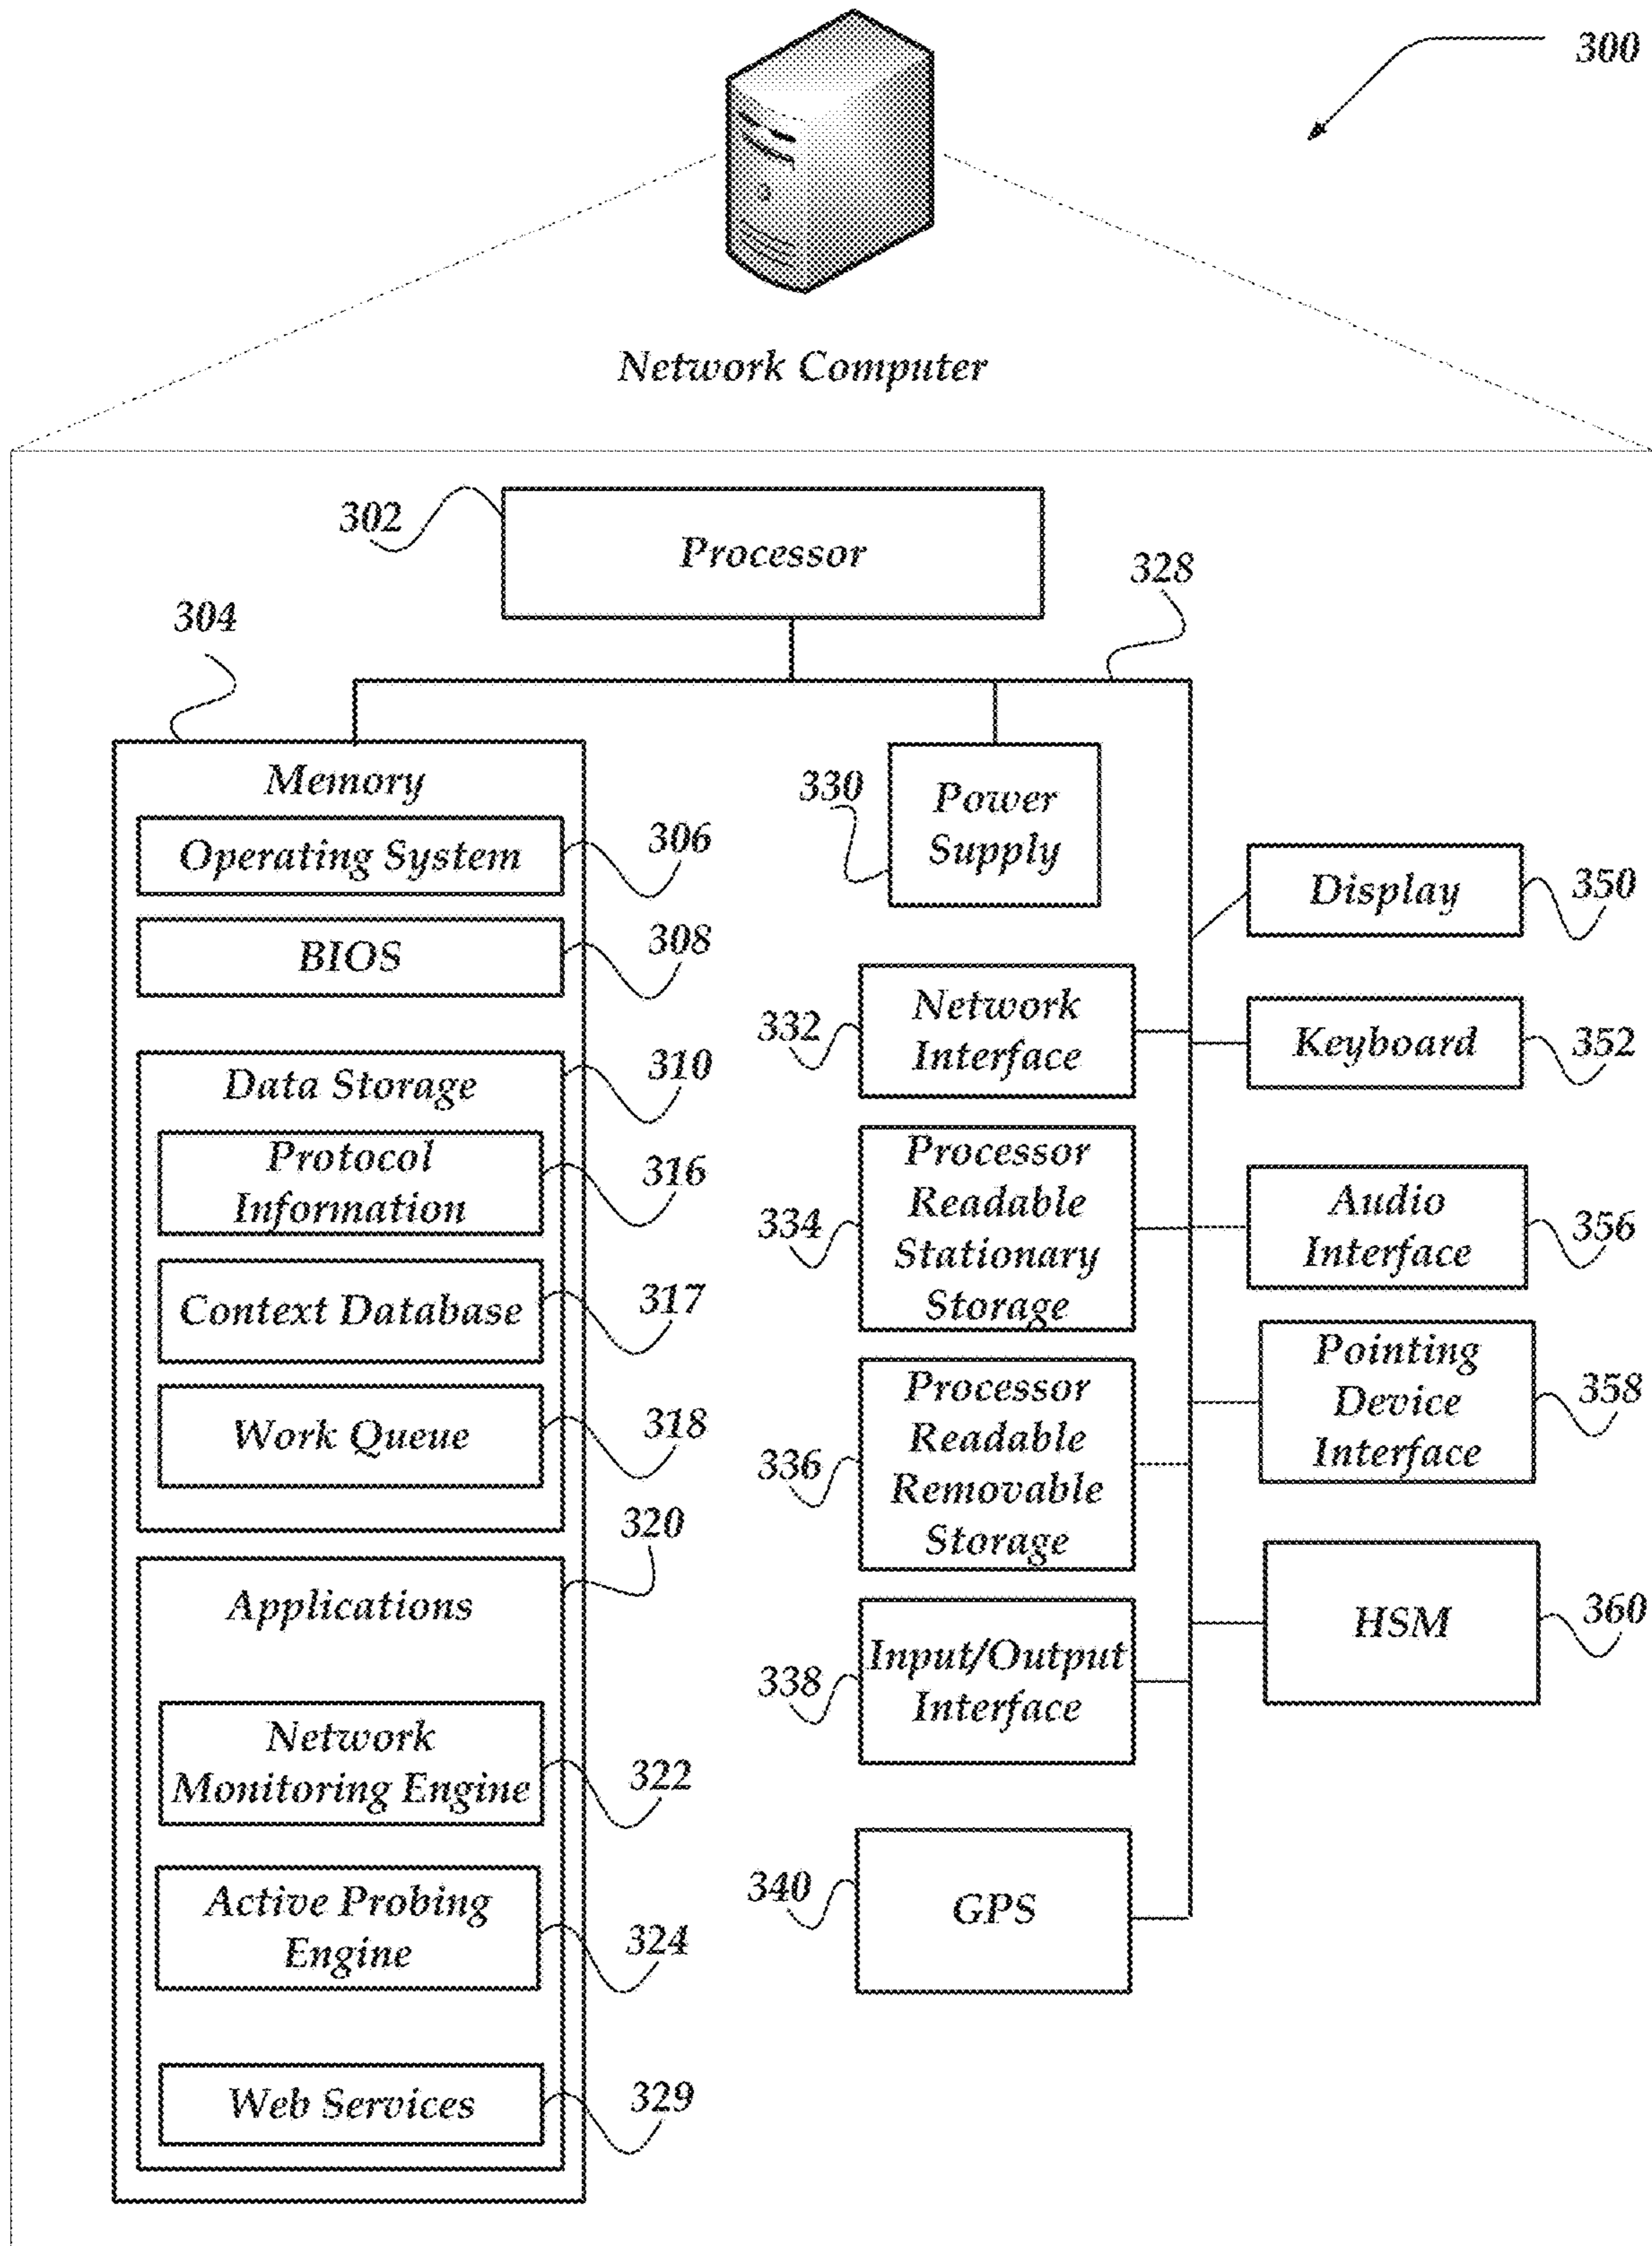 300
Network Computer
302
Processor
328
304
Memory
Operating System
306
BIOS
308
Data Storage
310
Protocol
Information
316
Context Database
317
Work Queue
318
320
Applications
Network
Monitoring Engine
322
Active Probing
Engine
324
Web Services
329
330
Power
Supply
332
Network
Interface
334
Processor
Readable
Stationary
Storage
336
Processor
Readable
Removable
Storage
338
Input/Output
Interface
340
GPS
Display
350
Keyboard
352
Audio
Interface
356
Pointing
Device
Interface
358
HSM
360